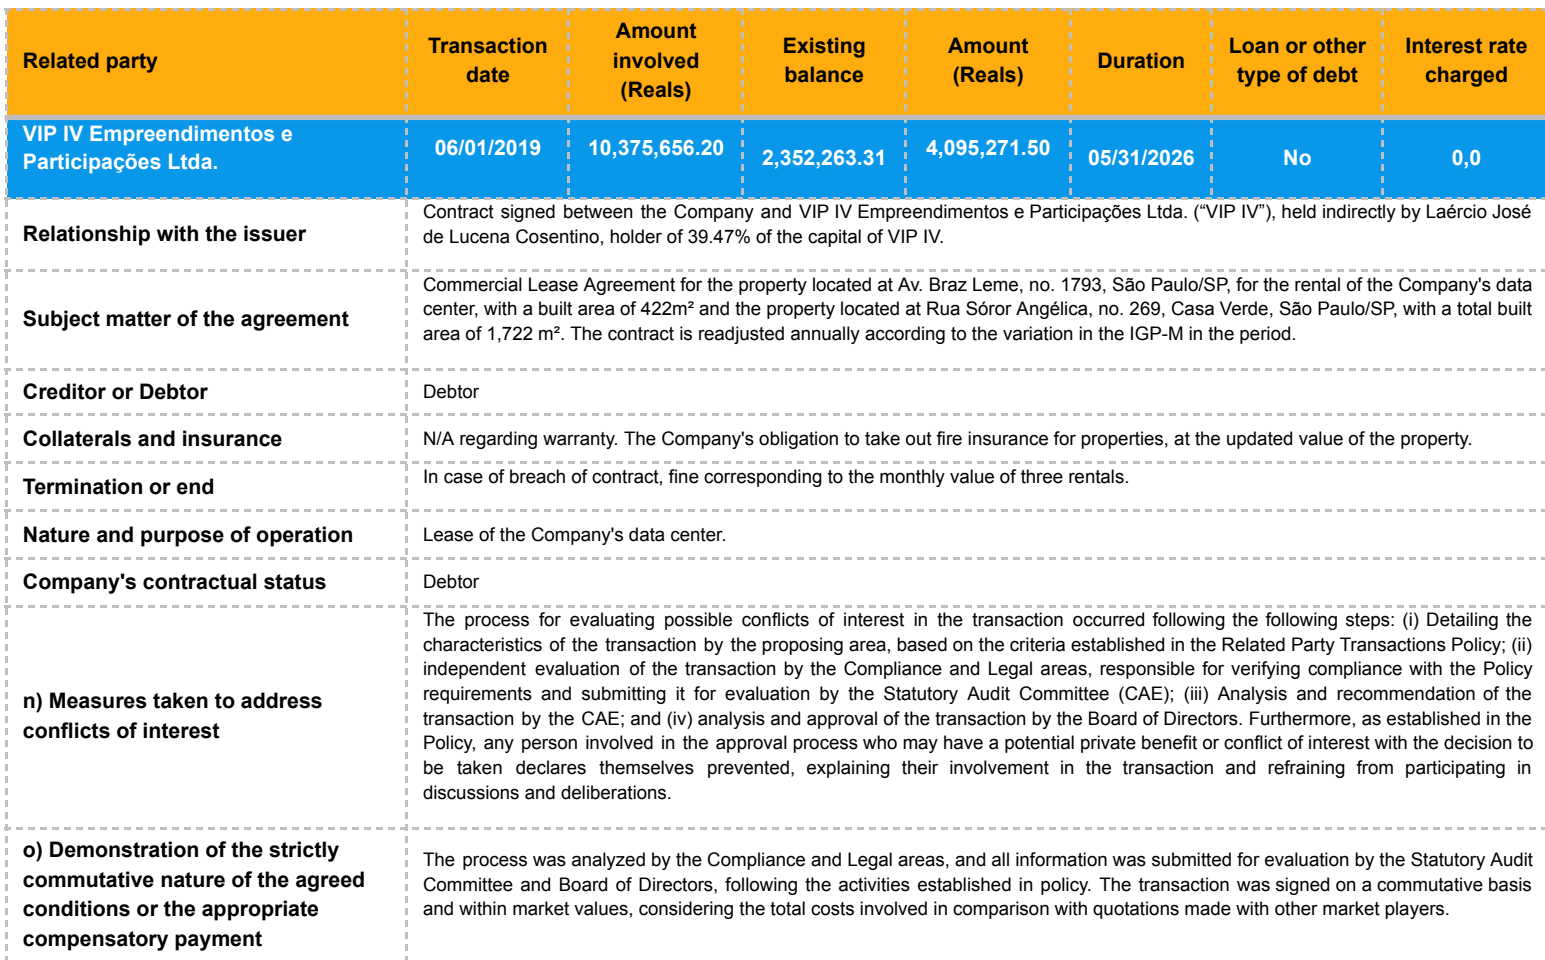 Related party
Transaction date
Amount involved (Reals)
Existing balance
Amount (Reals)
Duration
Loan or other type of debt
Interest rate charged
VIP IV Empreendimentos e
Participações Ltda.
06/01/2019
10,375,656.20
2,352,263.31
4,095,271.50
05/31/2026
No
0,0
Relationship with the issuer
Contract signed between the Company and VIP IV Empreendimentos e Participações Ltda. (“VIP IV”), held indirectly by Laércio José
de Lucena Cosentino, holder of 39.47% of the capital of VIP IV.
Subject matter of the agreement
Commercial Lease Agreement for the property located at Av. Braz Leme, no. 1793, São Paulo/SP, for the rental of the Company's data
center, with a built area of 422m² and the property located at Rua Sóror Angélica, no. 269, Casa Verde, São Paulo/SP, with a total built
area of 1,722 m². The contract is readjusted annually according to the variation in the IGP-M in the period.
Creditor or Debtor
Debtor
Collaterals and insurance
N/A regarding warranty. The Company's obligation to take out fire insurance for properties, at the updated value of the property.
Termination or end
In case of breach of contract, fine corresponding to the monthly value of three rentals.
Nature and purpose of operation
Lease of the Company's data center.
Company's contractual status
Debtor
n) Measures taken to address
conflicts of interest
The process for evaluating possible conflicts of interest in the transaction occurred following the following steps: (i) Detailing the
characteristics of the transaction by the proposing area, based on the criteria established in the Related Party Transactions Policy; (ii)
independent evaluation of the transaction by the Compliance and Legal areas, responsible for verifying compliance with the Policy
requirements and submitting it for evaluation by the Statutory Audit Committee (CAE); (iii) Analysis and recommendation of the
transaction by the CAE; and (iv) analysis and approval of the transaction by the Board of Directors. Furthermore, as established in the
Policy, any person involved in the approval process who may have a potential private benefit or conflict of interest with the decision to
be taken declares themselves prevented, explaining their involvement in the transaction and refraining from participating in
discussions and deliberations.
o) Demonstration of the strictly
commutative nature of the agreed
conditions or the appropriate
compensatory payment
The process was analyzed by the Compliance and Legal areas, and all information was submitted for evaluation by the Statutory Audit
Committee and Board of Directors, following the activities established in policy. The transaction was signed on a commutative basis
and within market values, considering the total costs involved in comparison with quotations made with other market players.